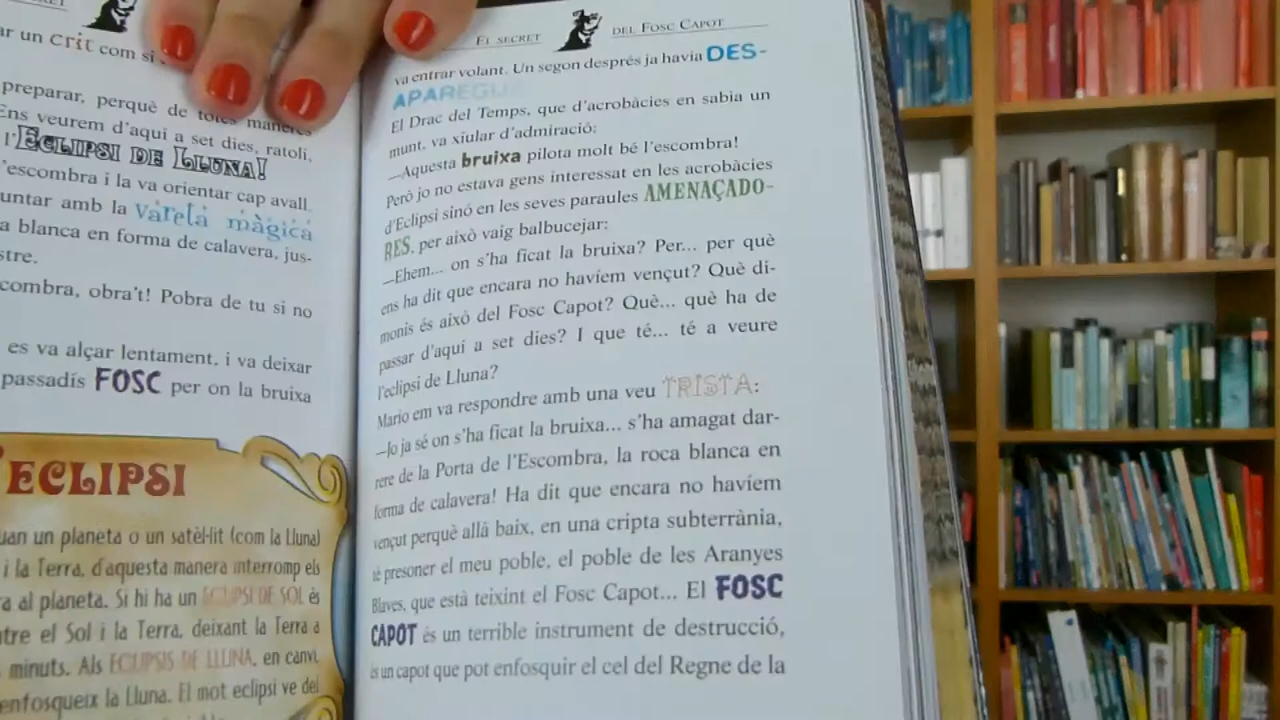 ar un crit com si
preparar, perquè de totes maneres
Ens veurem d'aquí a set dies, ratolí,
l'ECLIPSI DE LLUNA!
'escombra i la va orientar cap avall,
untar amb la vareta màgica
a blanca en forma de calavera, jus-
stre.
combra, obra't! Pobra de tu si no
es va alçar lentament, i va deixar
passadís FOSC per on la bruixa
'ECLIPSI
uan un planeta o un satèl·lit (com la Lluna)
i la Terra, d'aquesta manera interromp els
a al planeta. Si hi ha un ECLIPSI DE SOL és
tre el Sol i la Terra, deixant la Terra a
minuts. Als ECLIPSIS DE LLUNA, en canvi,
enfosqueix la Lluna. El mot eclipsi ve del
EL SECRET DEL FOSC CAPOT
va entrar volant. Un segon després ja havia DES-
APAREGUT
El Drac del Temps, que d'acrobàcies en sabia un
munt, va xiular d'admiració:
—Aquesta bruixa pilota molt bé l'escombra!
Però jo no estava gens interessat en les acrobàcies
d'Eclipsi sinó en les seves paraules AMENAÇADO-
RES, per això vaig balbucejar:
—Ehem... on s'ha ficat la bruixa? Per... per què
ens ha dit que encara no havíem vençut? Què di-
monis és això del Fosc Capot? Què... què ha de
passar d'aquí a set dies? I que té... té a veure
l'eclipsi de Lluna?
Mario em va respondre amb una veu TRISTA:
—Jo ja sé on s'ha ficat la bruixa... s'ha amagat dar-
rere de la Porta de l'Escombra, la roca blanca en
forma de calavera! Ha dit que encara no havíem
vençut perquè allà baix, en una cripta subterrània,
té presoner el meu poble, el poble de les Aranyes
Blaves, que està teixint el Fosc Capot... El FOSC
CAPOT és un terrible instrument de destrucció,
és un capot que pot enfosquir el cel del Regne de la